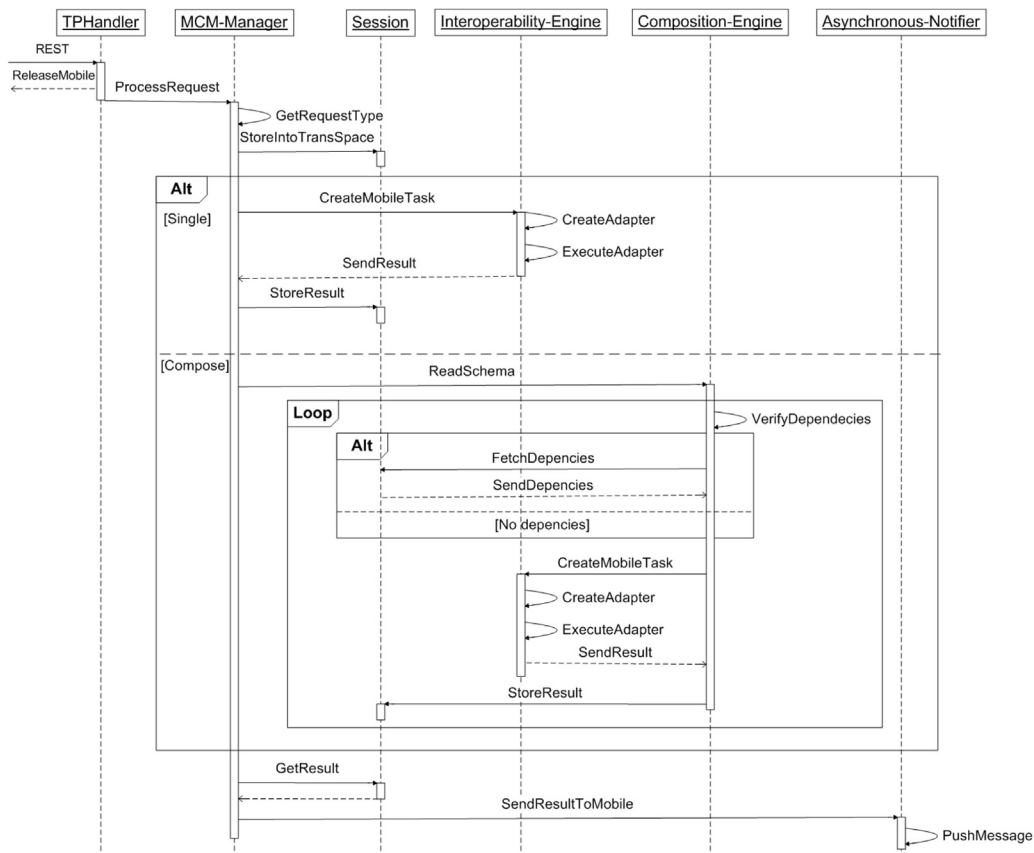 TPHandler
MCM-Manager
Session
Interoperability-Engine
Composition-Engine
Asynchronous-Notifier
REST
ReleaseMobile
ProcessRequest
GetRequestType
StoreIntoTransSpace
Alt
[Single]
CreateMobileTask
CreateAdapter
ExecuteAdapter
SendResult
StoreResult
[Compose]
ReadSchema
Loop
VerifyDependecies
Alt
FetchDepencies
SendDepencies
[No depencies]
CreateMobileTask
CreateAdapter
ExecuteAdapter
SendResult
StoreResult
GetResult
SendResultToMobile
PushMessage